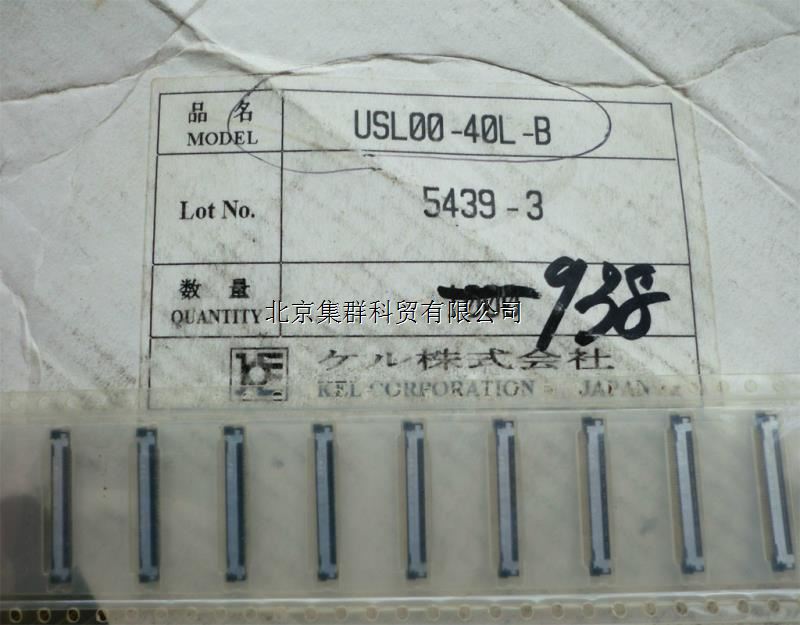 品名 USL00-40L-B
MODEL
Lot No. 5439-3
数量 938
QUANTITY
北京集群科贸有限公司
ケル株式会社
KEL CORPORATION JAPAN